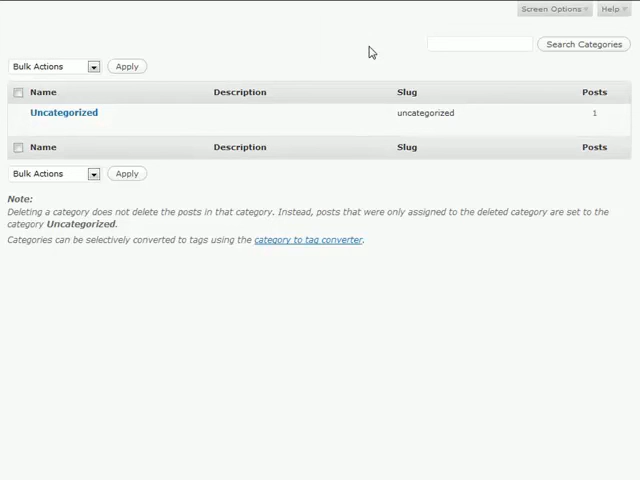 Screen Options Help
Search Categories
Bulk Actions Apply
Name Description Slug Posts
Uncategorized uncategorized 1
Name Description Slug Posts
Bulk Actions Apply
Note:
Deleting a category does not delete the posts in that category. Instead, posts that were only assigned to the deleted category are set to the
category Uncategorized.
Categories can be selectively converted to tags using the category to tag converter.